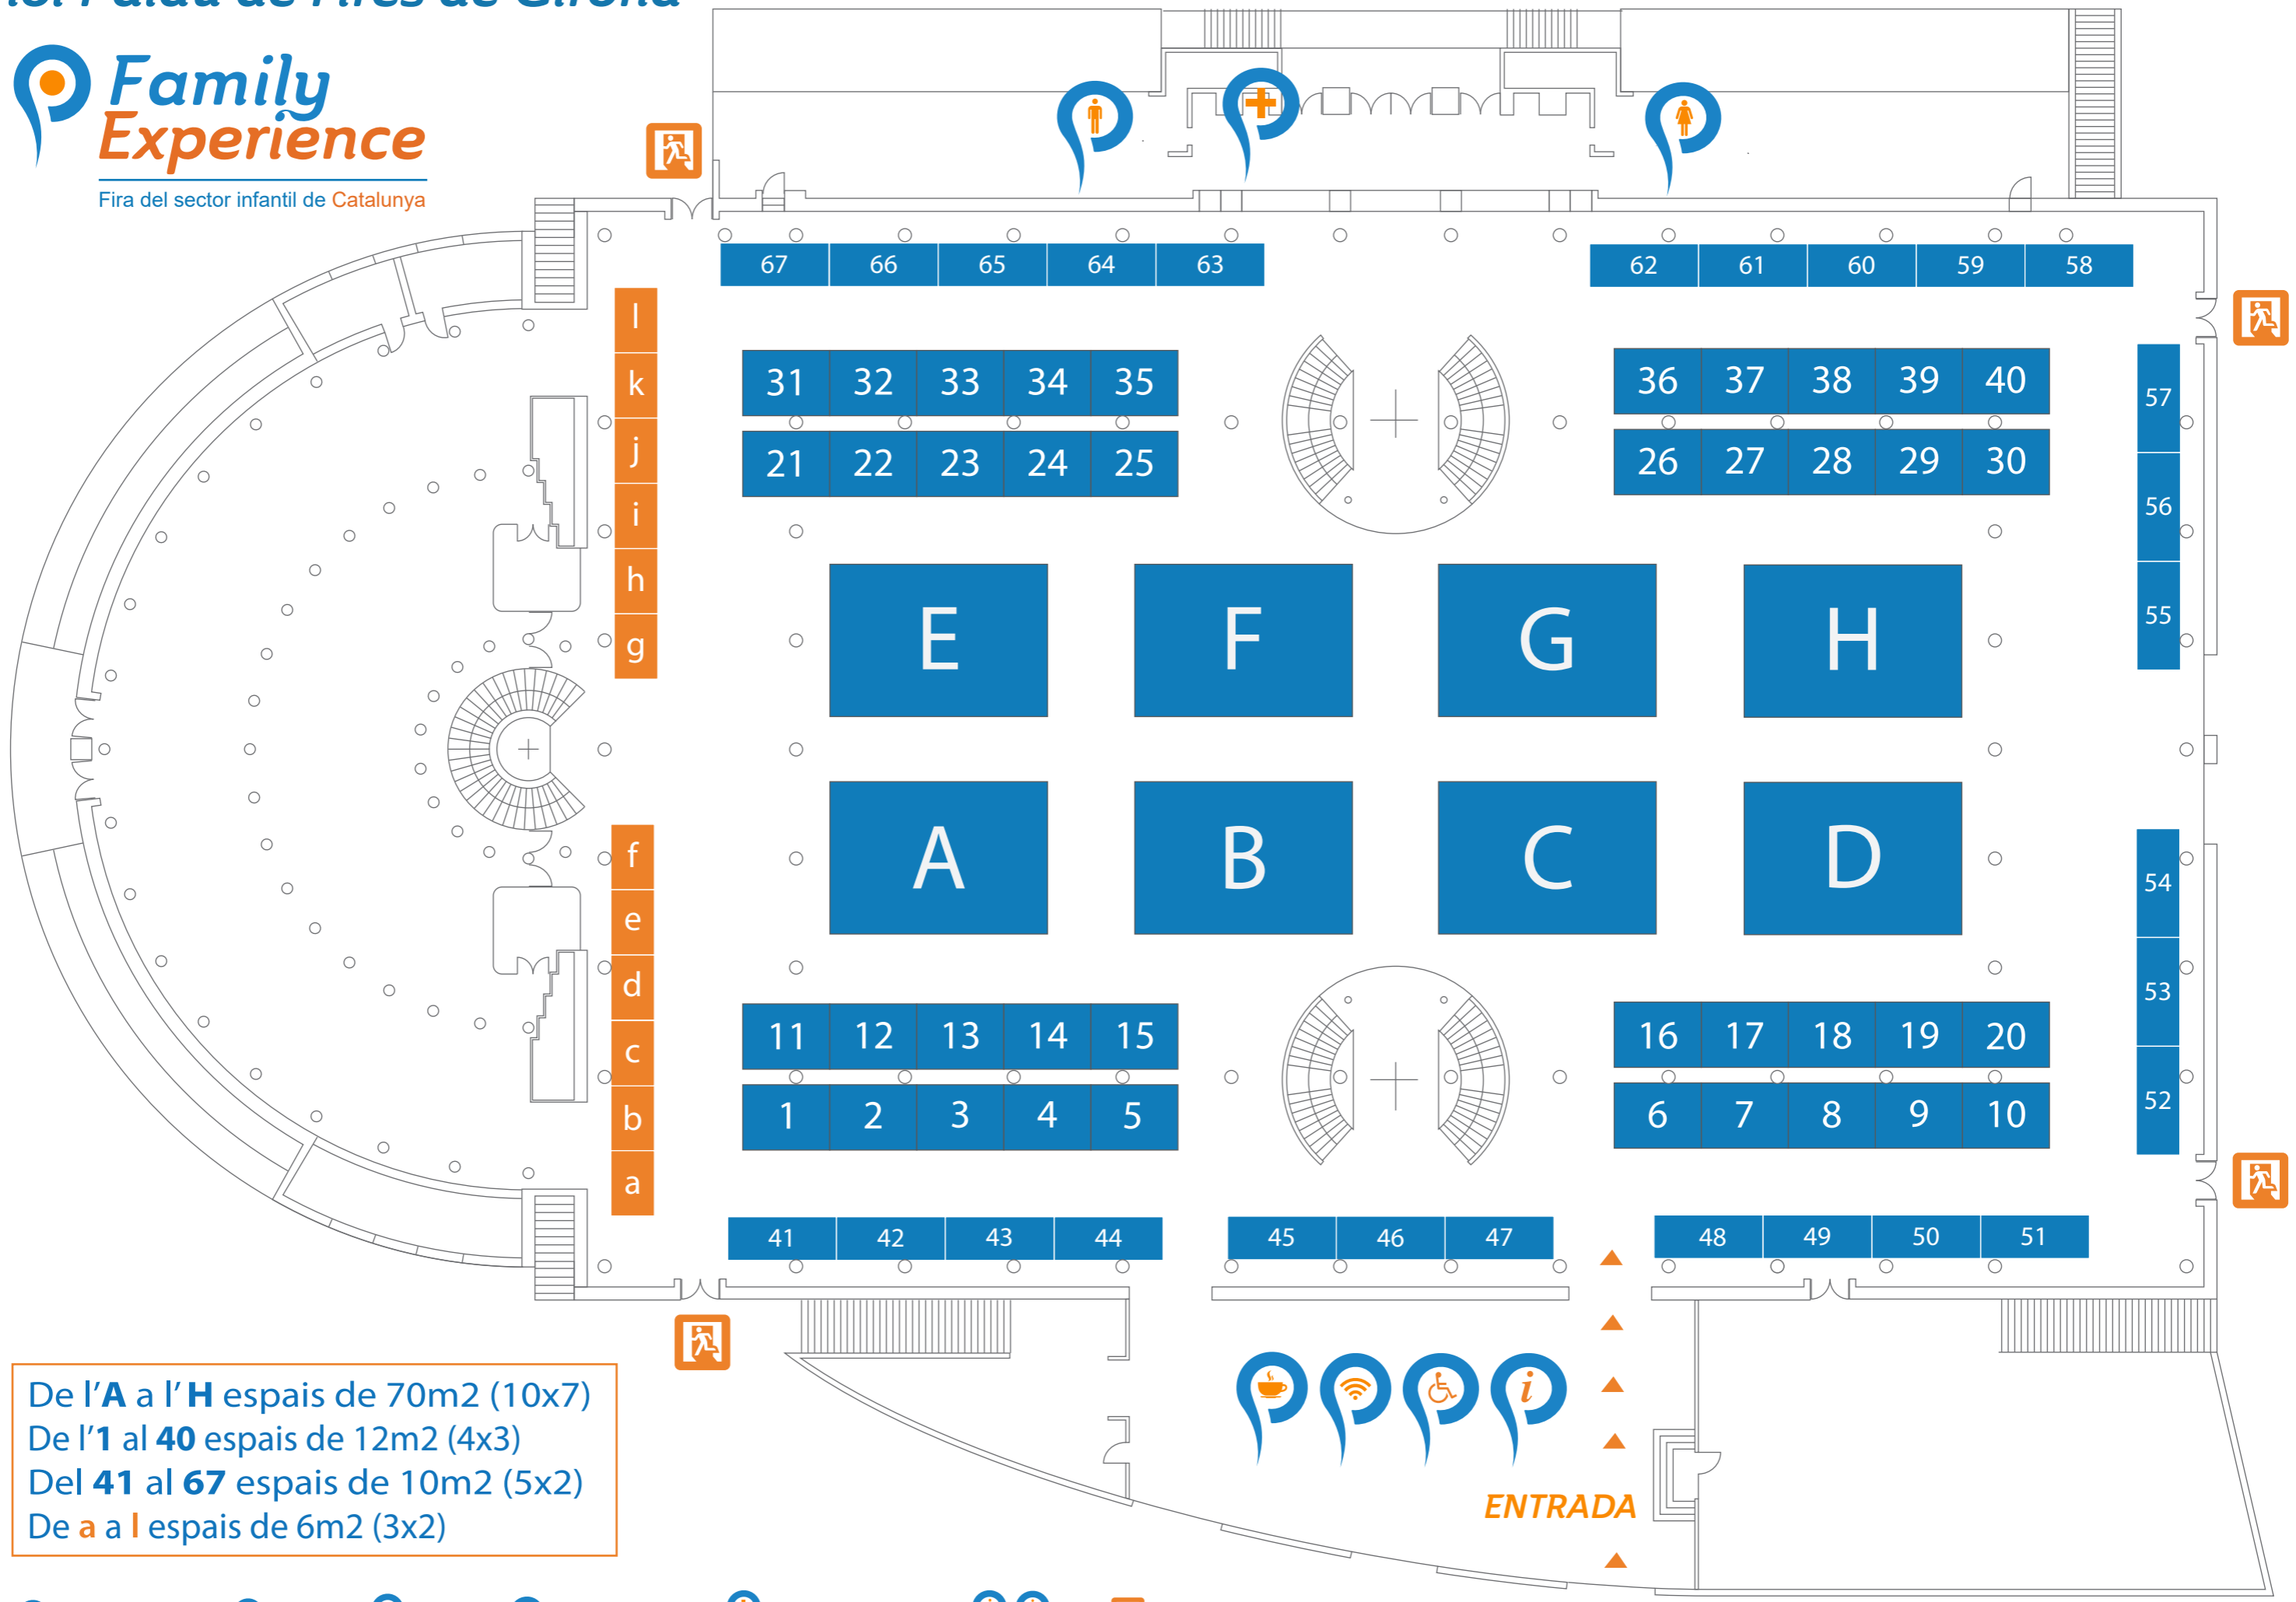 Palau de Fires de Girona
Family
Experience
Fira del sector infantil de Catalunya
67 66 65 64 63
62 61 60 59 58
l
k
j
i
h
g
31 32 33 34 35
21 22 23 24 25
36 37 38 39 40
26 27 28 29 30
57
56
55
E F G H
A B C D
f
e
d
c
b
a
54
53
52
11 12 13 14 15
1 2 3 4 5
16 17 18 19 20
6 7 8 9 10
41 42 43 44
45 46 47
48 49 50 51
i
ENTRADA
De l'A a l'H espais de 70m2 (10x7)
De l'1 al 40 espais de 12m2 (4x3)
Del 41 al 67 espais de 10m2 (5x2)
De a a l espais de 6m2 (3x2)